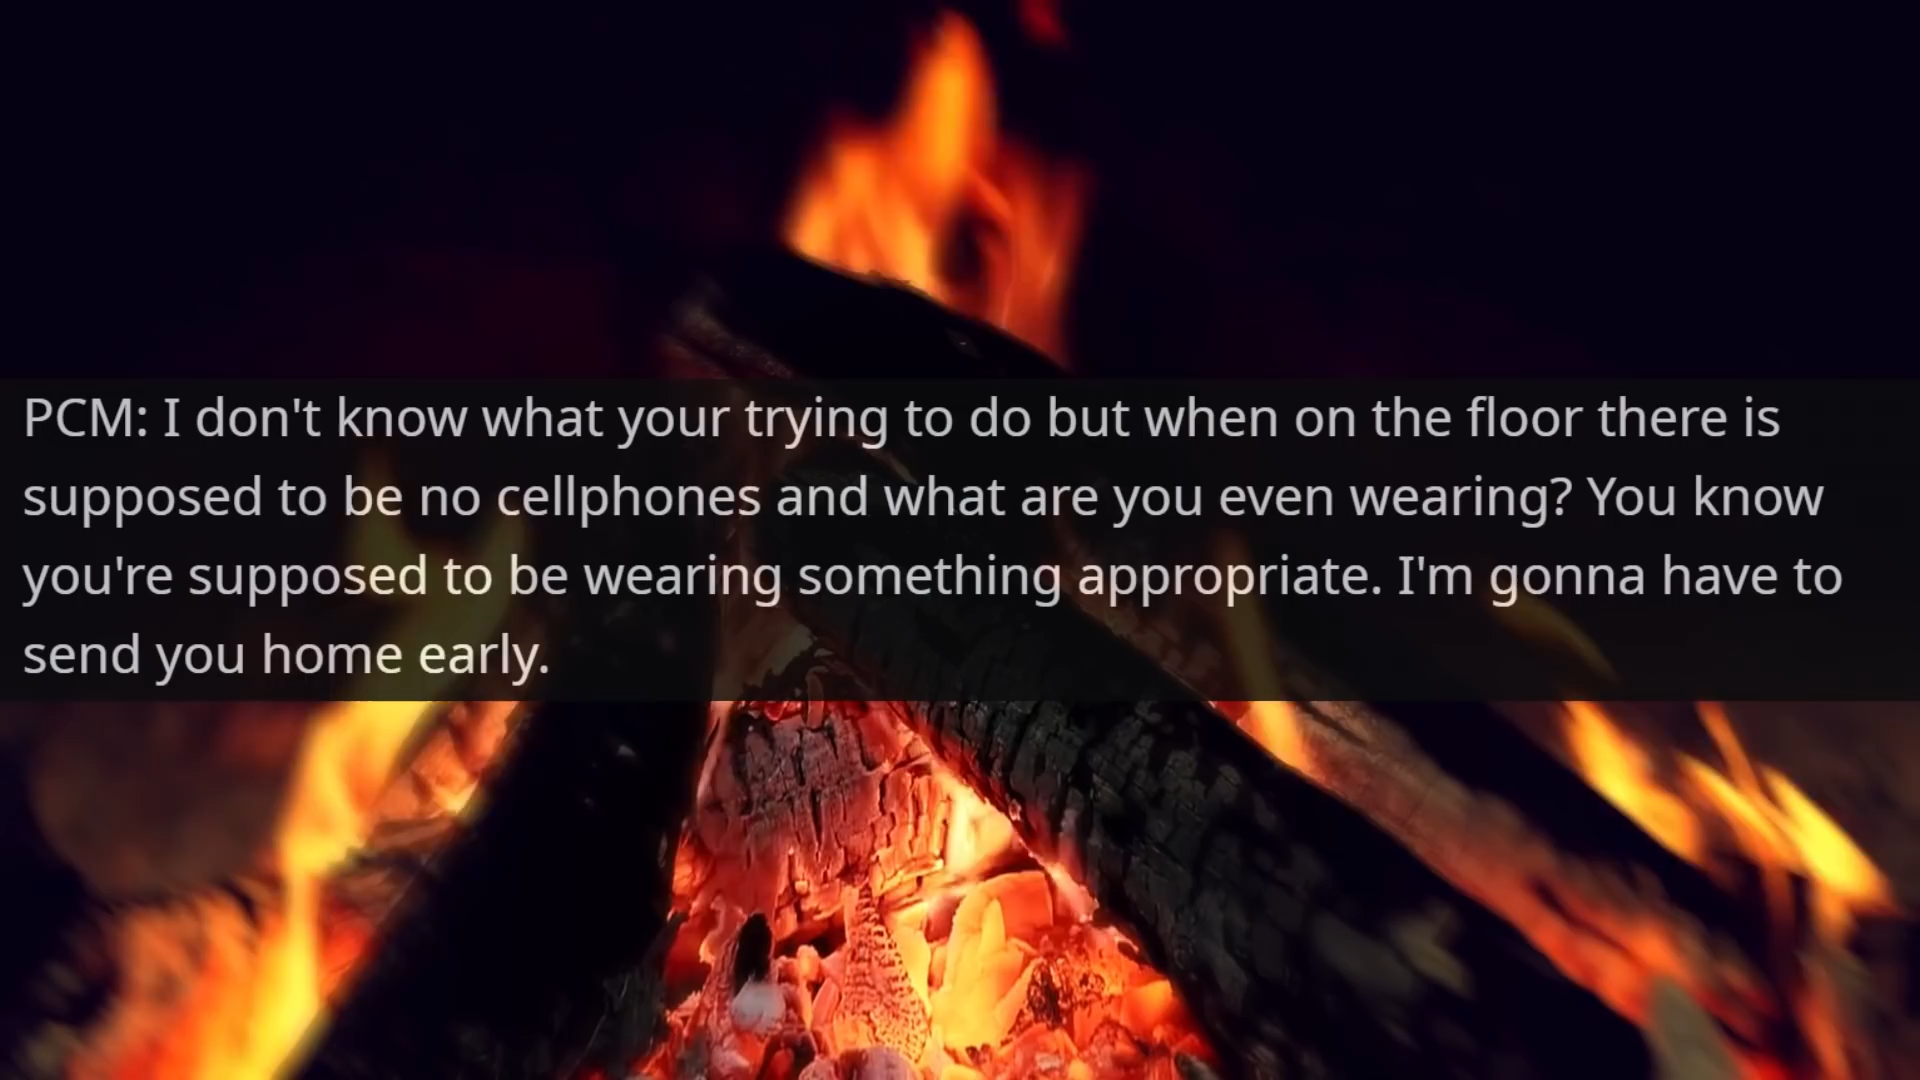 PCM: I don't know what your trying to do but when on the floor there is
supposed to be no cellphones and what are you even wearing? You know
you're supposed to be wearing something appropriate. I'm gonna have to
send you home early.